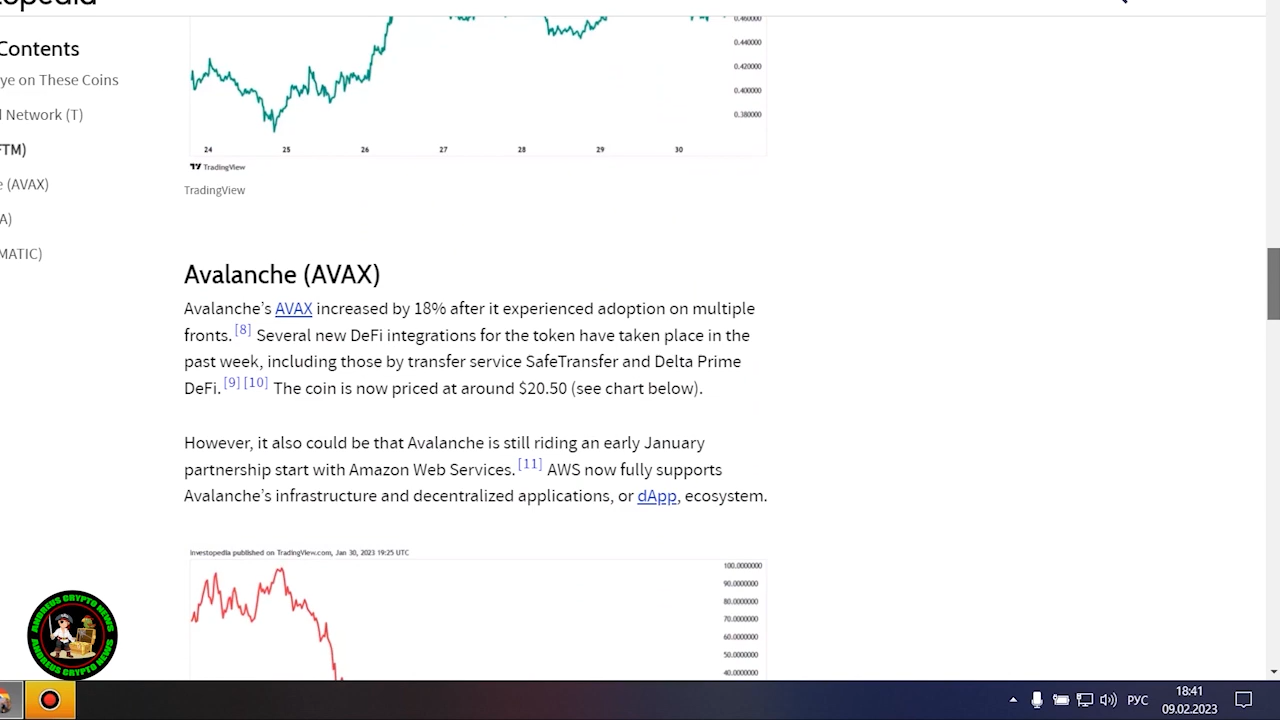 opedia
Contents
ye on These Coins
l Network (T)
FTM)
e (AVAX)
A)
MATIC)
0.460000
0.440000
0.420000
0.400000
0.380000
24 25 26 27 28 29 30
TradingView
TradingView
Avalanche (AVAX)
Avalanche’s AVAX increased by 18% after it experienced adoption on multiple
fronts.[8] Several new DeFi integrations for the token have taken place in the
past week, including those by transfer service SafeTransfer and Delta Prime
DeFi.[9][10] The coin is now priced at around $20.50 (see chart below).
However, it also could be that Avalanche is still riding an early January
partnership start with Amazon Web Services.[11] AWS now fully supports
Avalanche’s infrastructure and decentralized applications, or dApp, ecosystem.
Investopedia published on TradingView.com, Jan 30, 2023 19:25 UTC
100.0000000
90.0000000
80.0000000
70.0000000
60.0000000
50.0000000
40.0000000
ANDREUS CRYPTO NEWS
ANDREUS CRYPTO NEWS
РУС
18:41
09.02.2023